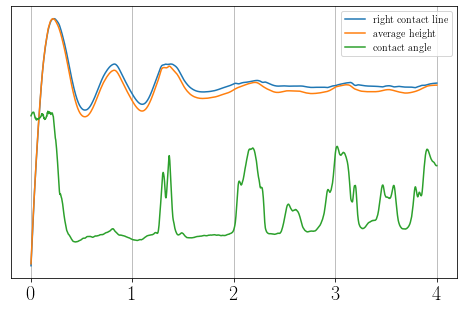 right contact line
average height
contact angle
0 1 2 3 4